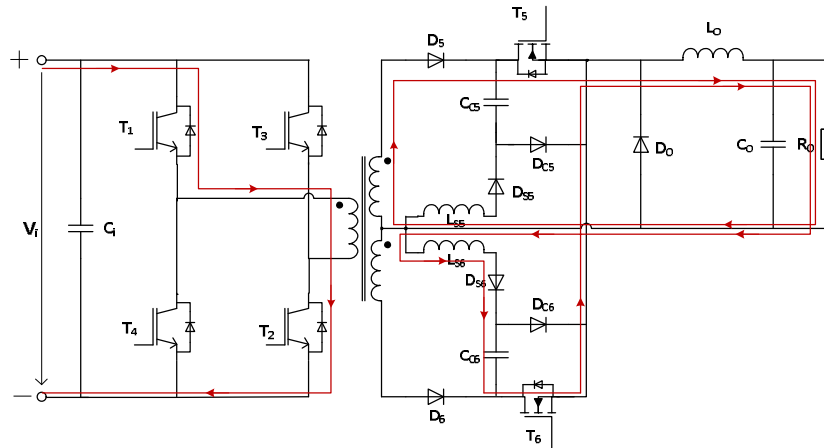 T5
D5
LO
+
T1
T3
CC5
DC5
DO
CO
RO
DS5
Vi
Ci
LS5
LS6
DS6
DC6
T4
T2
CC6
−
D6
T6